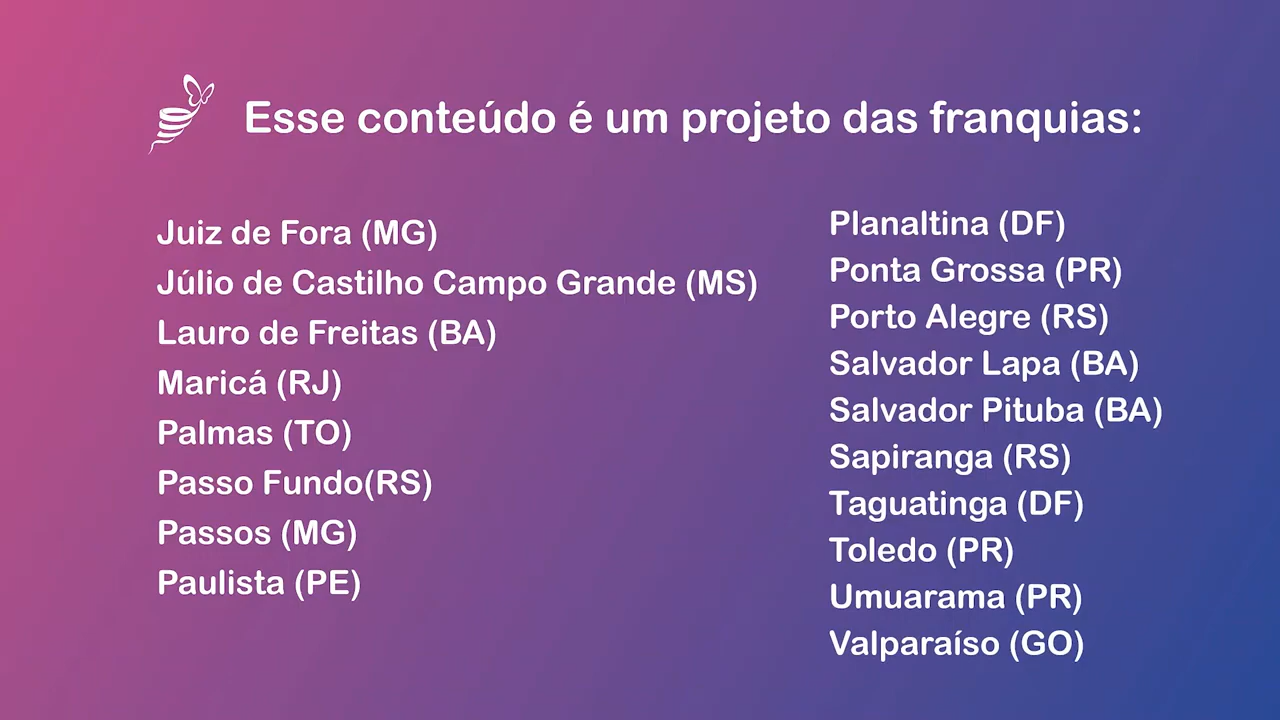 Esse conteúdo é um projeto das franquias:
Juiz de Fora (MG)
Júlio de Castilho Campo Grande (MS)
Lauro de Freitas (BA)
Maricá (RJ)
Palmas (TO)
Passo Fundo(RS)
Passos (MG)
Paulista (PE)
Planaltina (DF)
Ponta Grossa (PR)
Porto Alegre (RS)
Salvador Lapa (BA)
Salvador Pituba (BA)
Sapiranga (RS)
Taguatinga (DF)
Toledo (PR)
Umuarama (PR)
Valparaíso (GO)